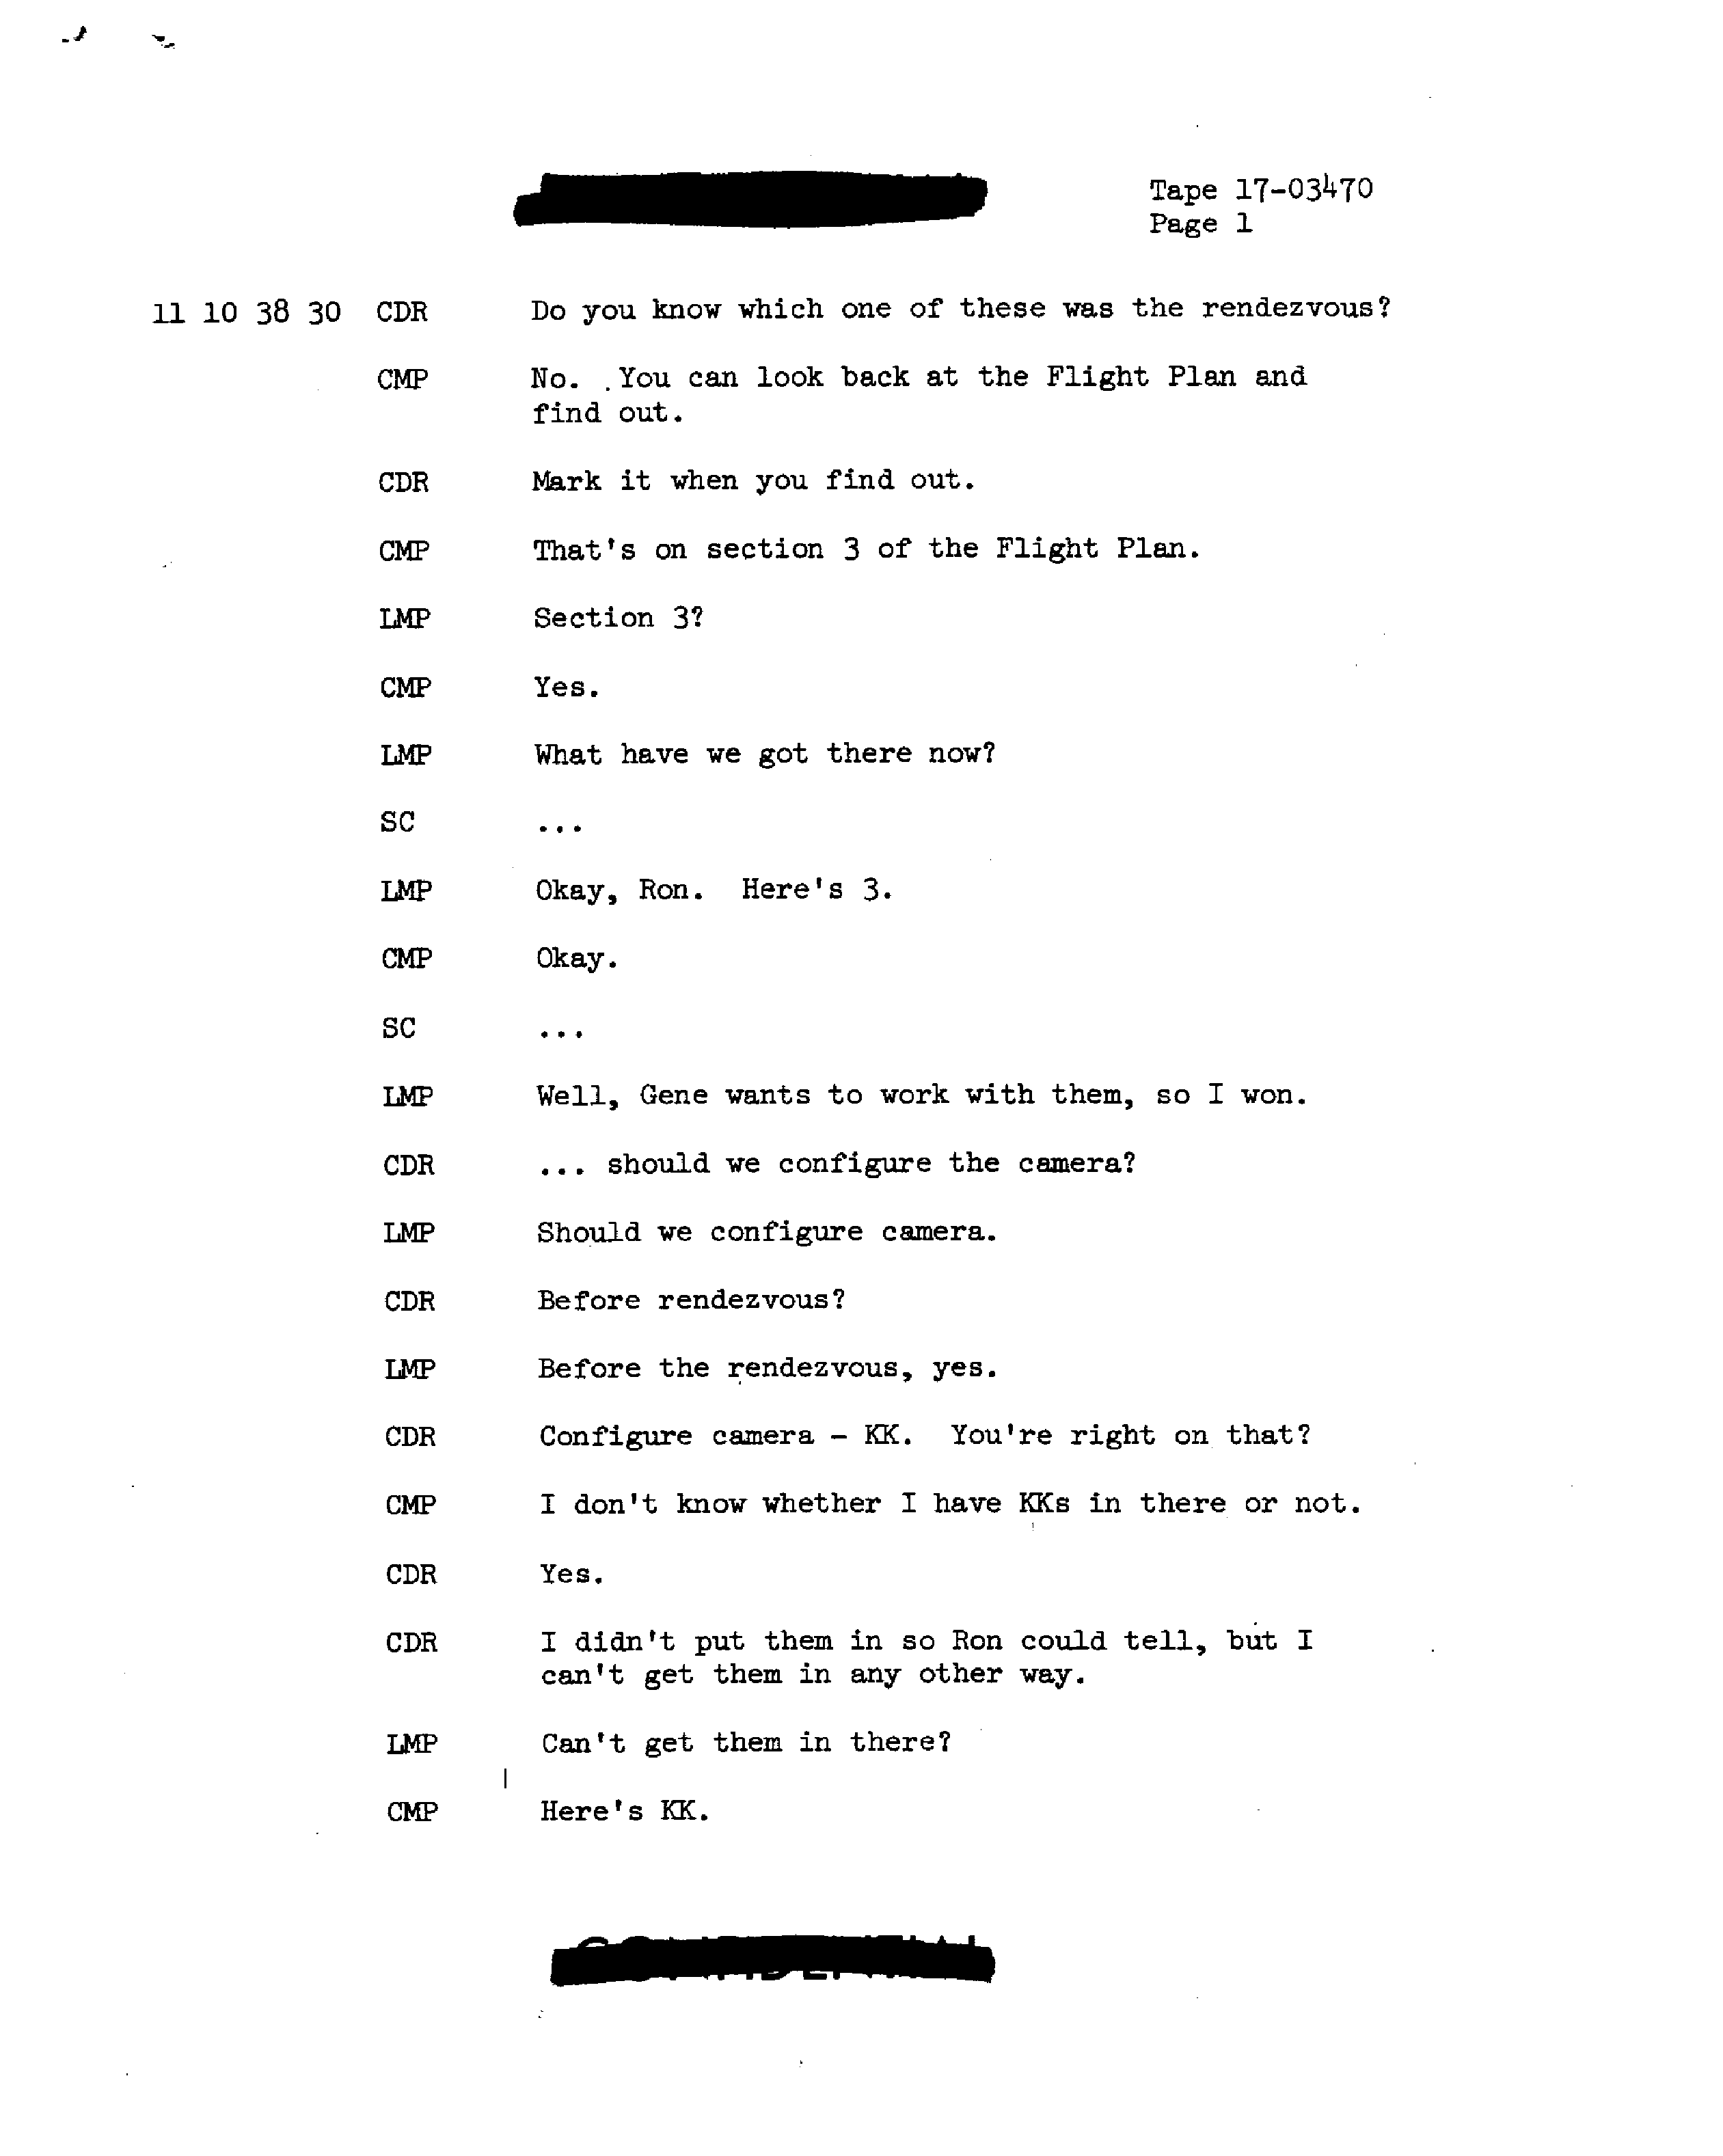 Tape 17-03470
Page 1
11 10 38 30 CDR Do you know which one of these was the rendezvous?
CMP No. You can look back at the Flight Plan and
find out.
CDR Mark it when you find out.
CMP That's on section 3 of the Flight Plan.
LMP Section 3?
CMP Yes.
LMP What have we got there now?
SC ...
LMP Okay, Ron. Here's 3.
CMP Okay.
SC ...
LMP Well, Gene wants to work with them, so I won.
CDR ... should we configure the camera?
LMP Should we configure camera.
CDR Before rendezvous?
LMP Before the rendezvous, yes.
CDR Configure camera - KK. You're right on that?
CMP I don't know whether I have KKs in there or not.
CDR Yes.
CDR I didn't put them in so Ron could tell, but I
can't get them in any other way.
LMP Can't get them in there?
CMP Here's KK.